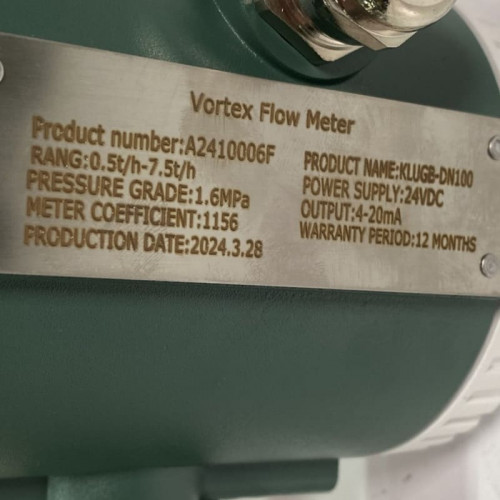 Vortex Flow Meter
Product number:A2410006F
RANG:0.5t/h-7.5t/h
PRESSURE GRADE:1.6MPa
METER COEFFICIENT:1156
PRODUCTION DATE:2024.3.28
PRODUCT NAME:KLUGB-DN100
POWER SUPPLY:24VDC
OUTPUT:4-20mA
WARRANTY PERIOD:12 MONTHS